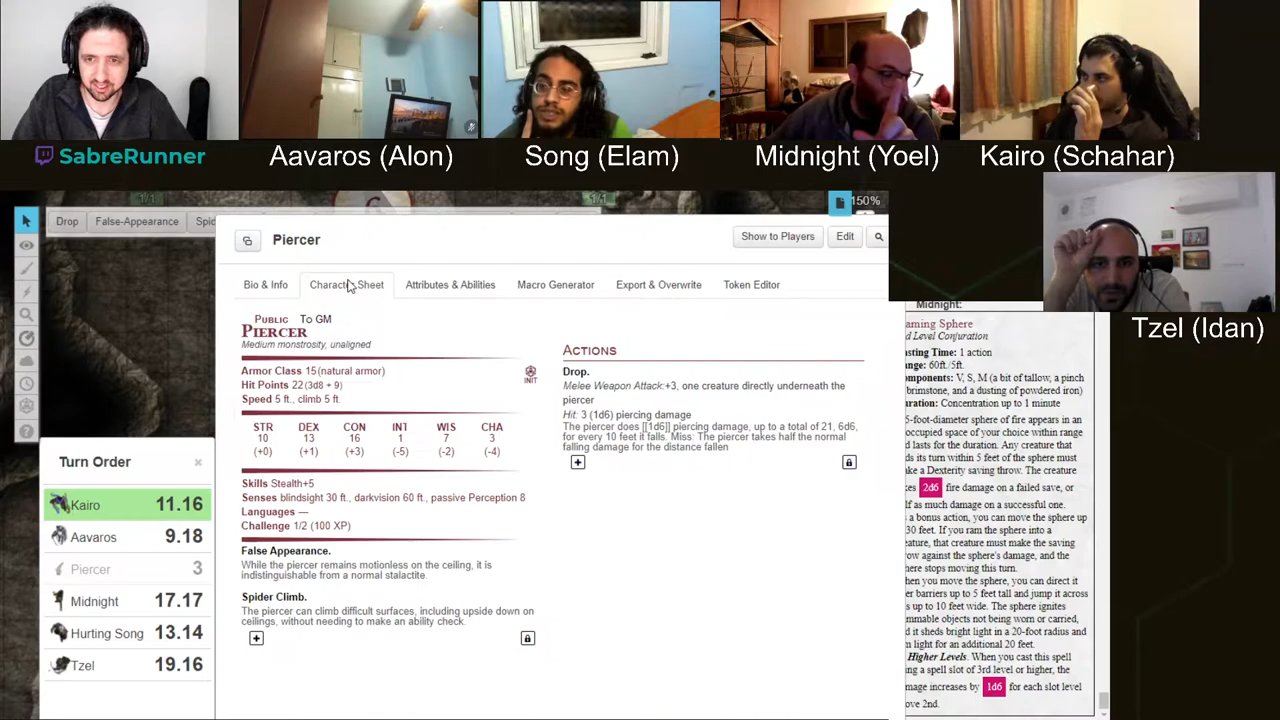 SabreRunner
Aavaros (Alon)
Song (Elam)
Midnight (Yoel)
Kairo (Schahar)
Tzel (Idan)
1/1
1/1
150%
Drop
False-Appearance
Piercer
Show to Players
Edit
Bio & Info
Character Sheet
Attributes & Abilities
Macro Generator
Export & Overwrite
Token Editor
PUBLIC To GM
PIERCER
Medium monstrosity, unaligned
Armor Class 15 (natural armor)
Hit Points 22 (3d8 + 9)
Speed 5 ft., climb 5 ft.
INIT
STR DEX CON INT WIS CHA
10 13 16 1 7 3
(+0) (+1) (+3) (-5) (-2) (-4)
Skills Stealth+5
Senses blindsight 30 ft., darkvision 60 ft., passive Perception 8
Languages —
Challenge 1/2 (100 XP)
False Appearance.
While the piercer remains motionless on the ceiling, it is
indistinguishable from a normal stalactite.
Spider Climb.
The piercer can climb difficult surfaces, including upside down on
ceilings, without needing to make an ability check.
ACTIONS
Drop.
Melee Weapon Attack:+3, one creature directly underneath the
piercer
Hit: 3 (1d6) piercing damage
The piercer does [[1d6]] piercing damage, up to a total of 21, 6d6,
for every 10 feet it falls. Miss: The piercer takes half the normal
falling damage for the distance fallen
Turn Order
Kairo 11.16
Aavaros 9.18
Piercer 3
Midnight 17.17
Hurting Song 13.14
Tzel 19.16
Midnight:
aming Sphere
d Level Conjuration
sting Time: 1 action
ange: 60ft./5ft.
mponents: V, S, M (a bit of tallow, a pinch
brimstone, and a dusting of powdered iron)
uration: Concentration up to 1 minute
5-foot-diameter sphere of fire appears in
occupied space of your choice within range
d lasts for the duration. Any creature that
ds its turn within 5 feet of the sphere must
ake a Dexterity saving throw. The creature
kes 2d6 fire damage on a failed save, or
lf as much damage on a successful one.
a bonus action, you can move the sphere up
30 feet. If you ram the sphere into a
eature, that creature must make the saving
row against the sphere's damage, and the
here stops moving this turn.
hen you move the sphere, you can direct it
er barriers up to 5 feet tall and jump it across
s up to 10 feet wide. The sphere ignites
mmable objects not being worn or carried,
d it sheds bright light in a 20-foot radius and
m light for an additional 20 feet.
Higher Levels. When you cast this spell
ng a spell slot of 3rd level or higher, the
mage increases by 1d6 for each slot level
ove 2nd.